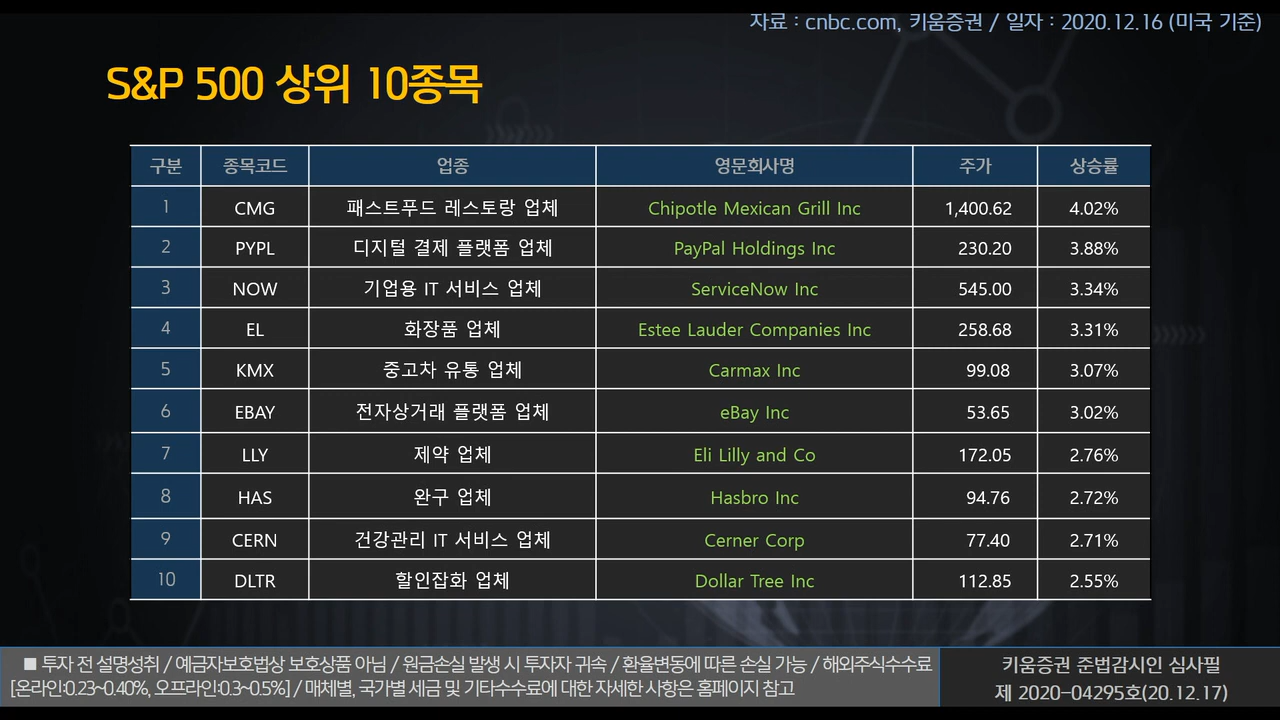 자료 : cnbc.com, 키움증권 / 일자 : 2020.12.16 (미국 기준)
S&P 500 상위 10종목
구분 종목코드 업종 영문회사명 주가 상승률
1 CMG 패스트푸드 레스토랑 업체 Chipotle Mexican Grill Inc 1,400.62 4.02%
2 PYPL 디지털 결제 플랫폼 업체 PayPal Holdings Inc 230.20 3.88%
3 NOW 기업용 IT 서비스 업체 ServiceNow Inc 545.00 3.34%
4 EL 화장품 업체 Estee Lauder Companies Inc 258.68 3.31%
5 KMX 중고차 유통 업체 Carmax Inc 99.08 3.07%
6 EBAY 전자상거래 플랫폼 업체 eBay Inc 53.65 3.02%
7 LLY 제약 업체 Eli Lilly and Co 172.05 2.76%
8 HAS 완구 업체 Hasbro Inc 94.76 2.72%
9 CERN 건강관리 IT 서비스 업체 Cerner Corp 77.40 2.71%
10 DLTR 할인잡화 업체 Dollar Tree Inc 112.85 2.55%
■ 투자 전 설명성취 / 예금자보호법상 보호상품 아님 / 원금손실 발생 시 투자자 귀속 / 환율변동에 따른 손실 가능 / 해외주식수수료
[온라인:0.23~0.40%, 오프라인:0.3~0.5%] / 매체별, 국가별 세금 및 기타수수료에 대한 자세한 사항은 홈페이지 참고
키움증권 준법감시인 심사필
제 2020-04295호(20.12.17)